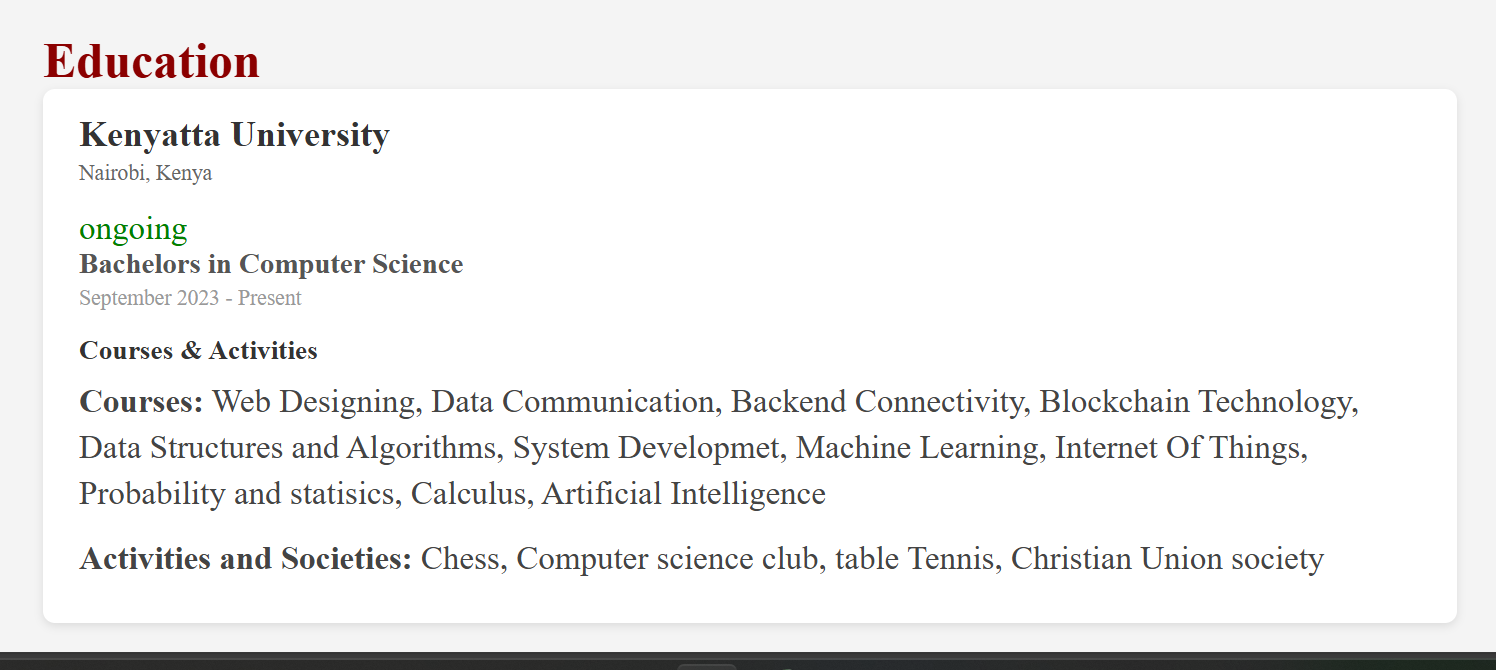 Education
Kenyatta University
Nairobi, Kenya
ongoing
Bachelors in Computer Science
September 2023 - Present
Courses & Activities
Courses: Web Designing, Data Communication, Backend Connectivity, Blockchain Technology,
Data Structures and Algorithms, System Developmet, Machine Learning, Internet Of Things,
Probability and statisics, Calculus, Artificial Intelligence
Activities and Societies: Chess, Computer science club, table Tennis, Christian Union society